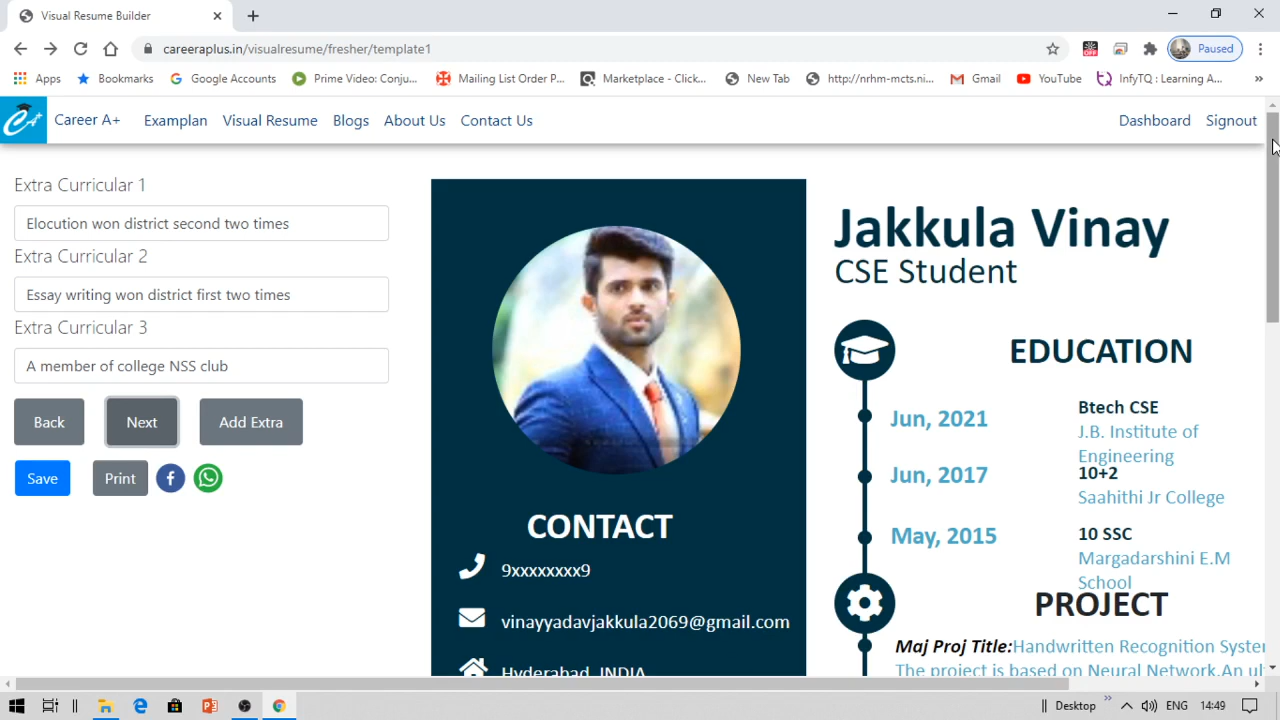 Visual Resume Builder
careeraplus.in/visualresume/fresher/template1
OFF
Paused
Apps
Bookmarks
Google Accounts
Prime Video: Conju...
Mailing List Order P...
Marketplace - Click...
New Tab
http://nrhm-mcts.ni...
Gmail
YouTube
InfyTQ : Learning A...
Career A+
Examplan
Visual Resume
Blogs
About Us
Contact Us
Dashboard
Signout
Extra Curricular 1
Elocution won district second two times
Extra Curricular 2
Essay writing won district first two times
Extra Curricular 3
A member of college NSS club
Back
Next
Add Extra
Save
Print
CONTACT
9xxxxxxxx9
vinayyadavjakkula2069@gmail.com
Hyderabad, INDIA
Jakkula Vinay
CSE Student
EDUCATION
Jun, 2021
Btech CSE
J.B. Institute of
Engineering
Jun, 2017
10+2
Saahithi Jr College
May, 2015
10 SSC
Margadarshini E.M
School
PROJECT
Maj Proj Title:Handwritten Recognition Syster
The project is based on Neural Network.An ul
Desktop
ENG
14:49